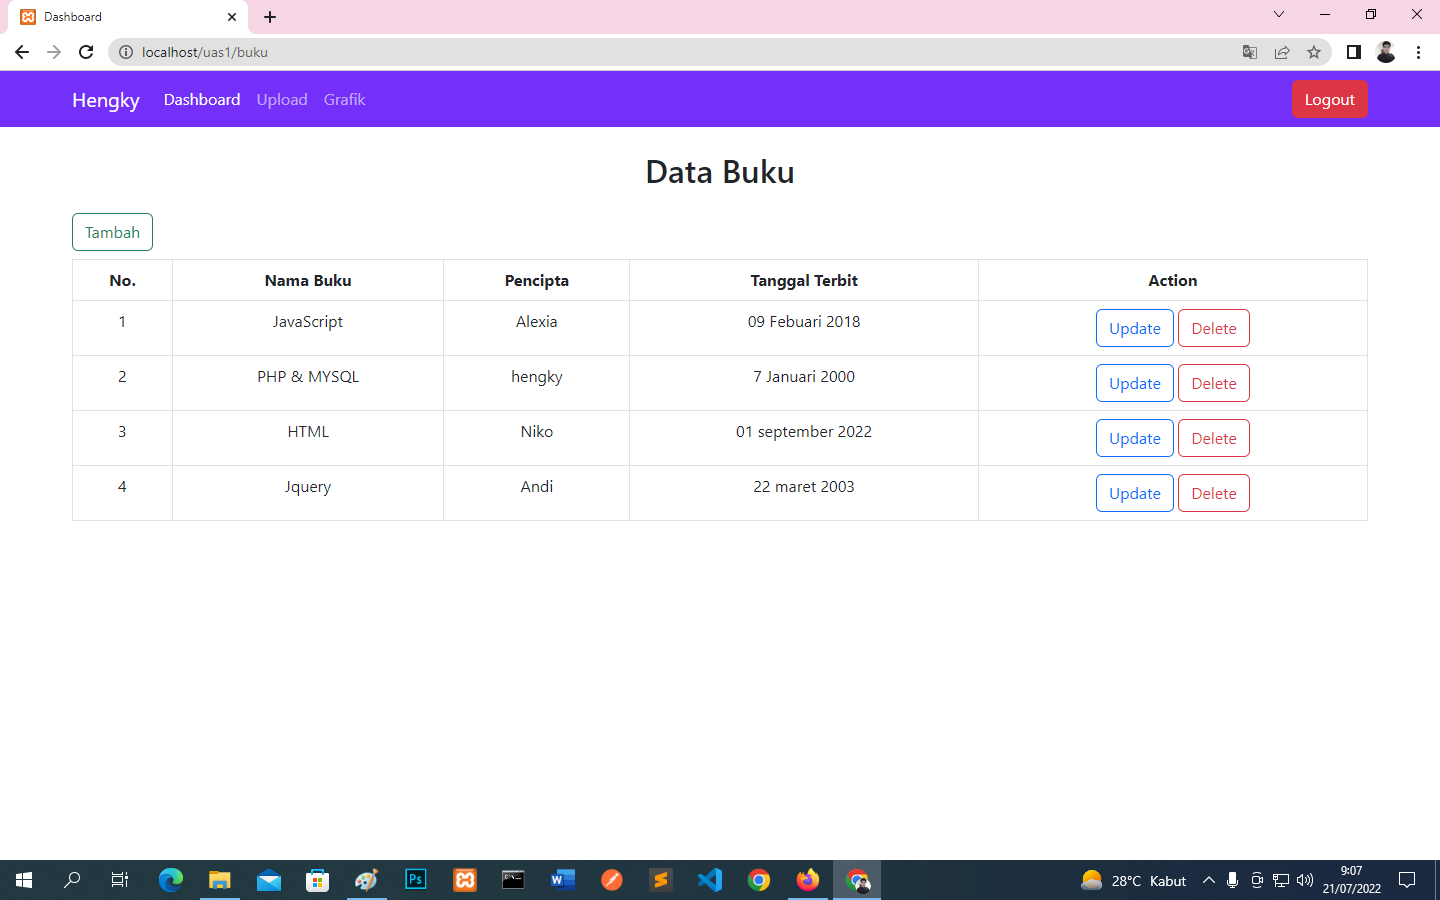 Dashboard
localhost/uas1/buku
Hengky Dashboard Upload Grafik Logout
Data Buku
Tambah
No. Nama Buku Pencipta Tanggal Terbit Action
1 JavaScript Alexia 09 Febuari 2018 Update Delete
2 PHP & MYSQL hengky 7 Januari 2000 Update Delete
3 HTML Niko 01 september 2022 Update Delete
4 Jquery Andi 22 maret 2003 Update Delete
Ps
28°C Kabut
9:07
21/07/2022